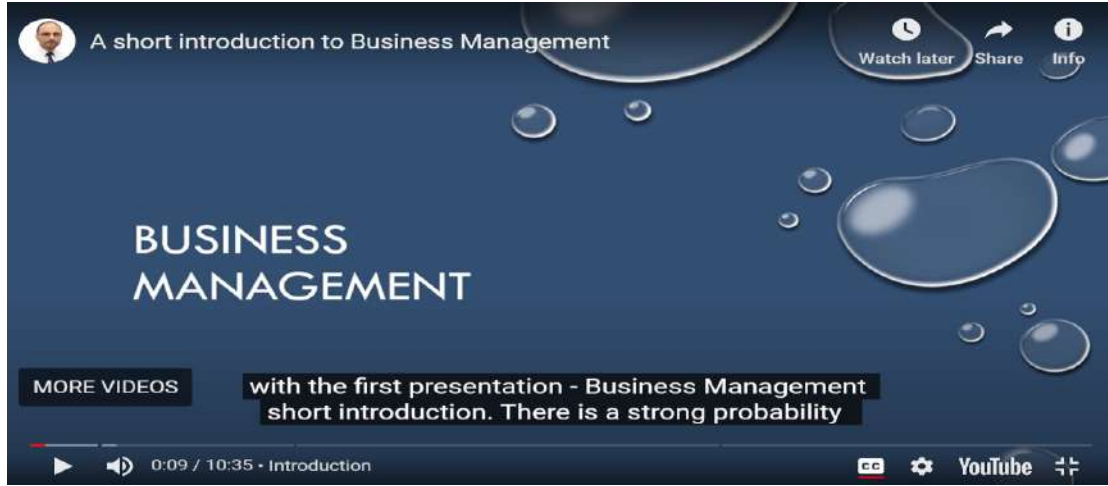 A short introduction to Business Management
Watch later
Share
Info
BUSINESS
MANAGEMENT
MORE VIDEOS
with the first presentation - Business Management
short introduction. There is a strong probability
0:09 / 10:35 • Introduction
CC
YouTube